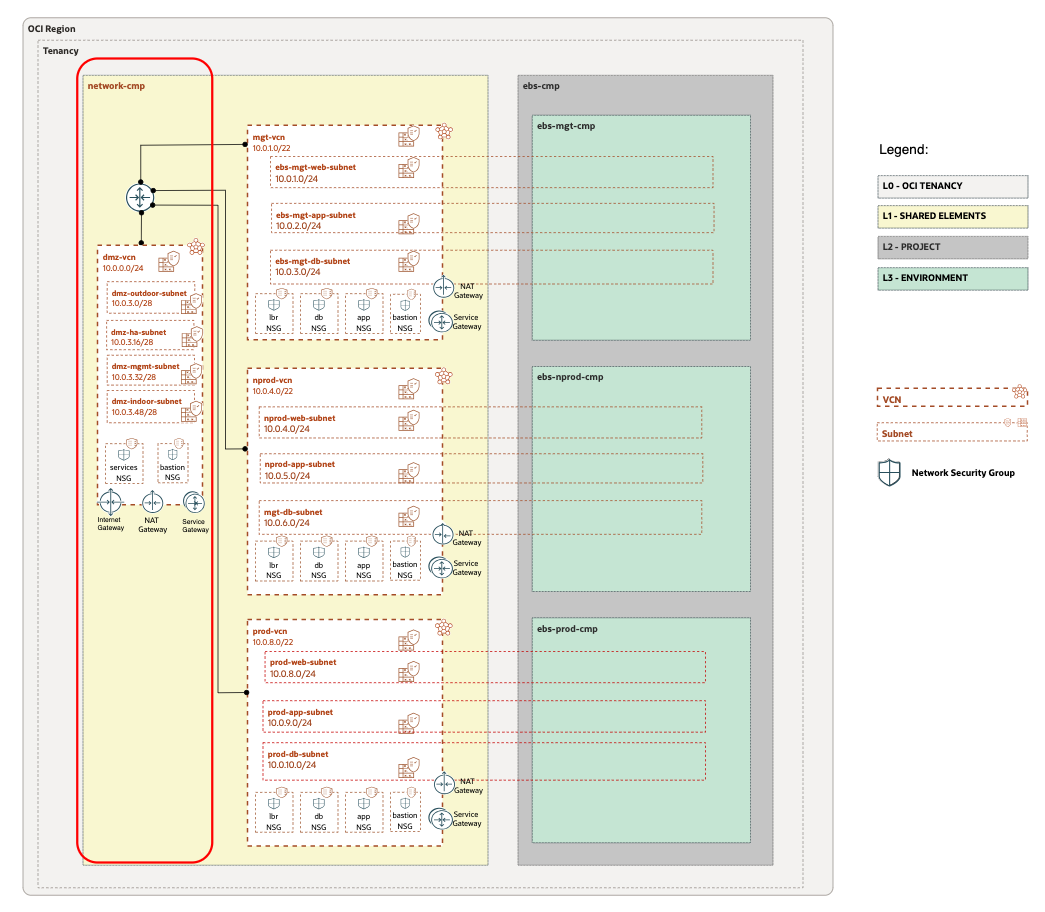 OCI Region
Tenancy
network-cmp
dmz-vcn
10.0.0.0/24
dmz-outdoor-subnet
10.0.3.0/28
dmz-ha-subnet
10.0.3.16/28
dmz-mgmt-subnet
10.0.3.32/28
dmz-indoor-subnet
10.0.3.48/28
services
NSG
bastion
NSG
Internet
Gateway
NAT
Gateway
Service
Gateway
mgt-vcn
10.0.1.0/22
ebs-mgt-web-subnet
10.0.1.0/24
ebs-mgt-app-subnet
10.0.2.0/24
ebs-mgt-db-subnet
10.0.3.0/24
lbr
NSG
db
NSG
app
NSG
bastion
NSG
NAT
Gateway
Service
Gateway
nprod-vcn
10.0.4.0/22
nprod-web-subnet
10.0.4.0/24
nprod-app-subnet
10.0.5.0/24
mgt-db-subnet
10.0.6.0/24
lbr
NSG
db
NSG
app
NSG
bastion
NSG
NAT
Gateway
Service
Gateway
prod-vcn
10.0.8.0/22
prod-web-subnet
10.0.8.0/24
prod-app-subnet
10.0.9.0/24
prod-db-subnet
10.0.10.0/24
lbr
NSG
db
NSG
app
NSG
bastion
NSG
NAT
Gateway
Service
Gateway
ebs-cmp
ebs-mgt-cmp
ebs-nprod-cmp
ebs-prod-cmp
Legend:
L0 - OCI TENANCY
L1 - SHARED ELEMENTS
L2 - PROJECT
L3 - ENVIRONMENT
VCN
Subnet
Network Security Group